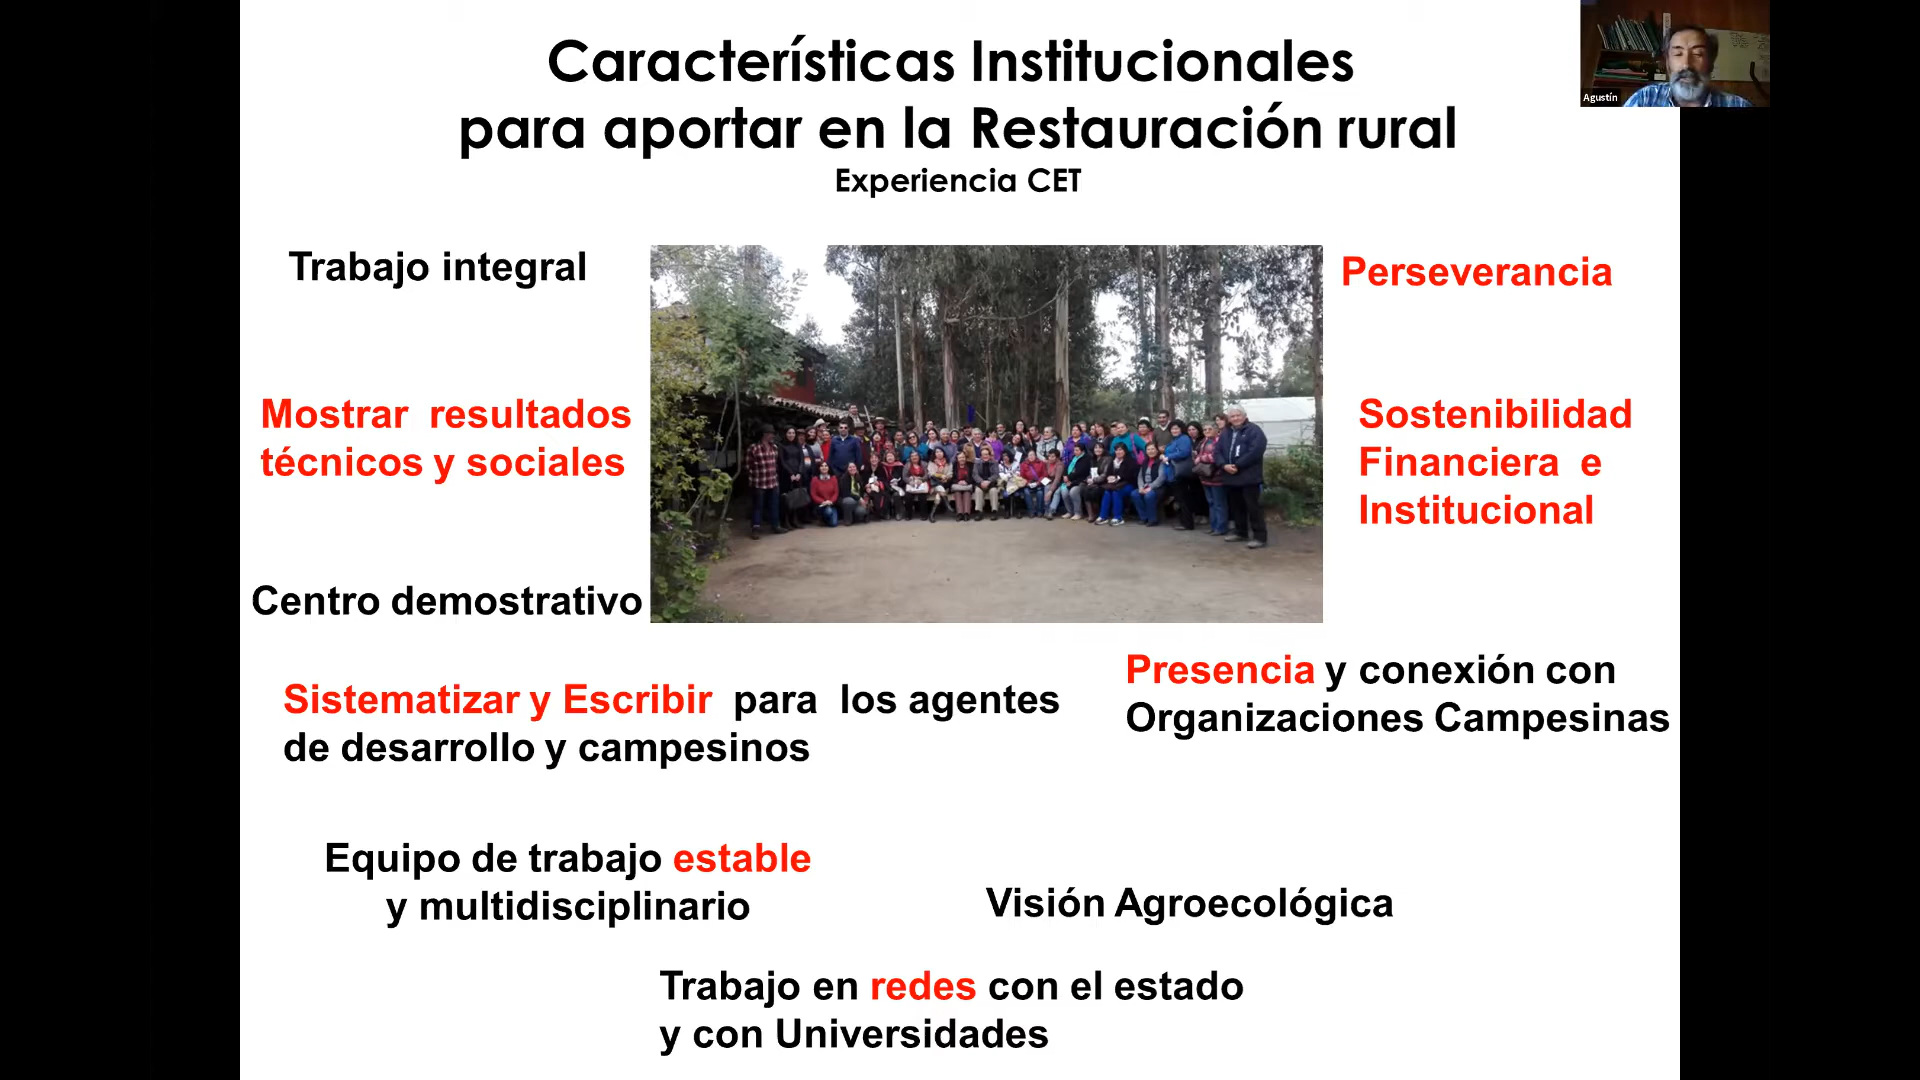 Características Institucionales
para aportar en la Restauración rural
Experiencia CET
Agustín
Trabajo integral
Perseverancia
Mostrar resultados
técnicos y sociales
Sostenibilidad
Financiera e
Institucional
Centro demostrativo
Presencia y conexión con
Organizaciones Campesinas
Sistematizar y Escribir para los agentes
de desarrollo y campesinos
Equipo de trabajo estable
y multidisciplinario
Visión Agroecológica
Trabajo en redes con el estado
y con Universidades